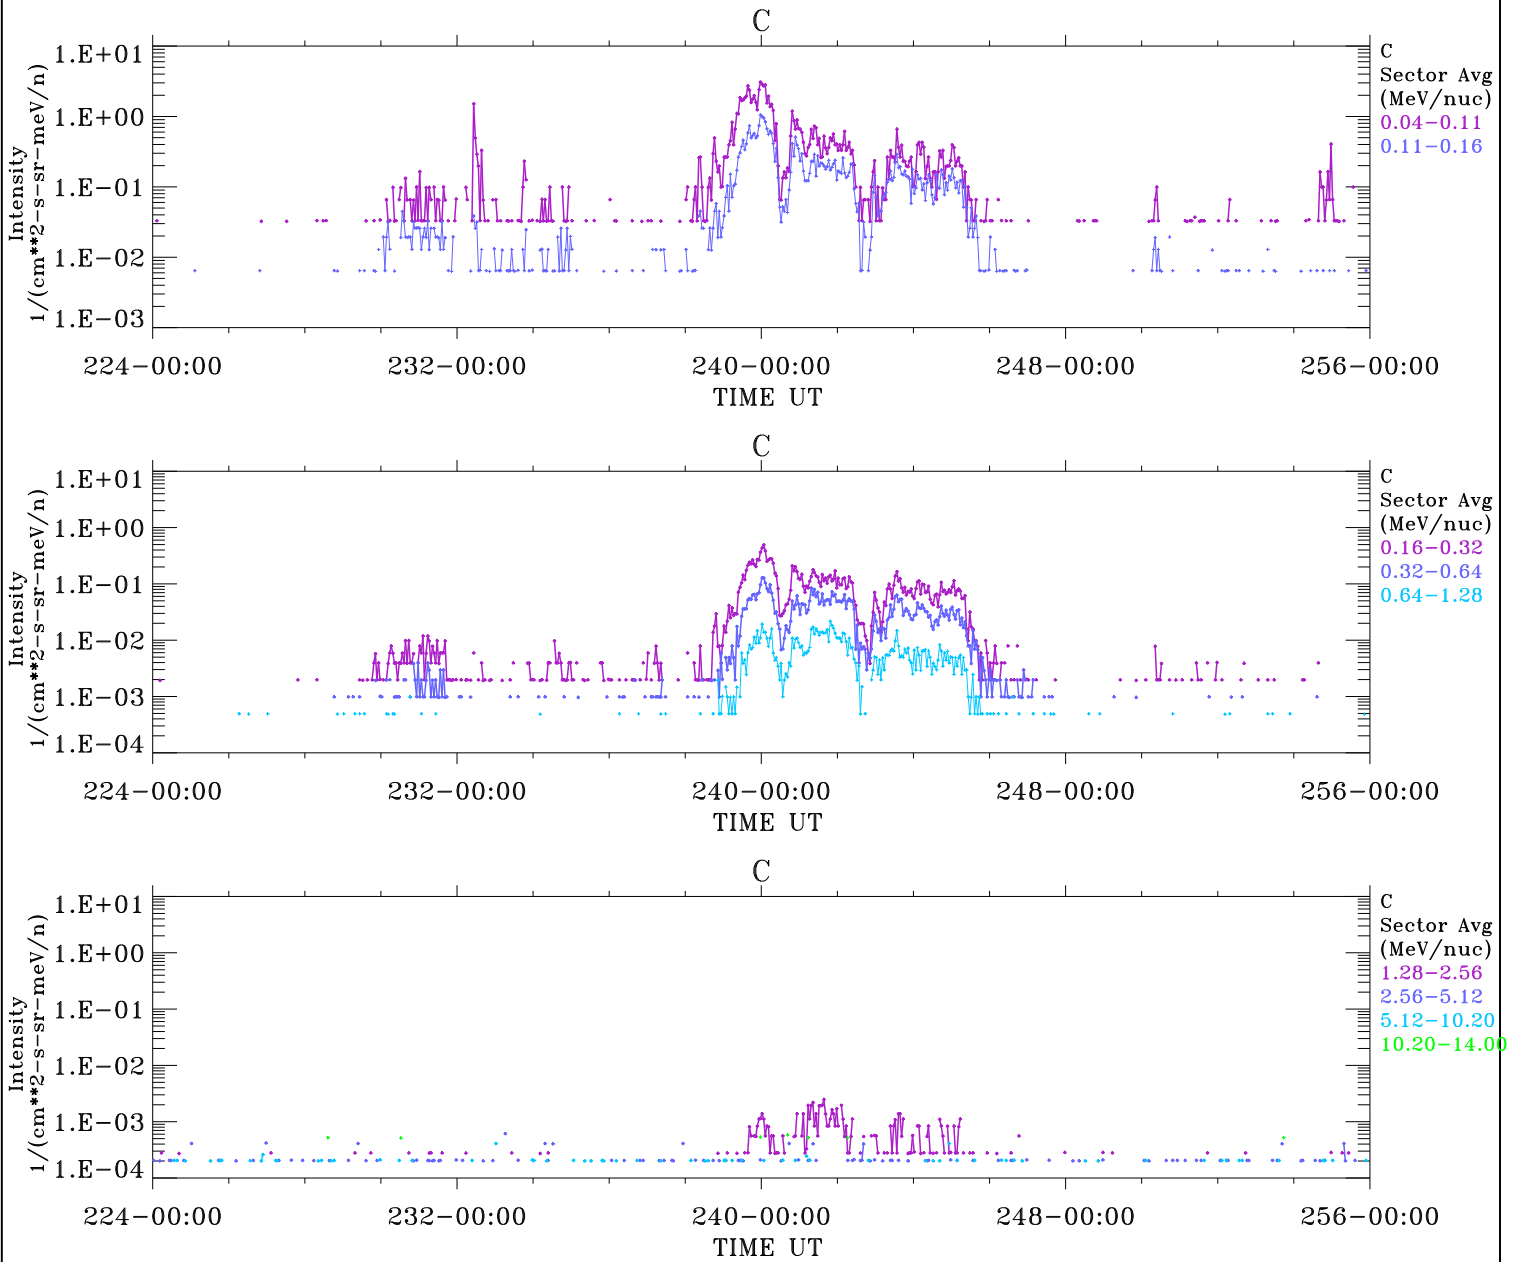 C
1.E+01
1.E+00
1.E-01
1.E-02
1.E-03
Intensity
1/(cm**2-s-sr-meV/n)
C
Sector Avg
(MeV/nuc)
0.04-0.11
0.11-0.16
224-00:00 232-00:00 240-00:00 248-00:00 256-00:00
TIME UT
C
1.E+01
1.E+00
1.E-01
1.E-02
1.E-03
1.E-04
Intensity
1/(cm**2-s-sr-meV/n)
C
Sector Avg
(MeV/nuc)
0.16-0.32
0.32-0.64
0.64-1.28
224-00:00 232-00:00 240-00:00 248-00:00 256-00:00
TIME UT
C
1.E+01
1.E+00
1.E-01
1.E-02
1.E-03
1.E-04
Intensity
1/(cm**2-s-sr-meV/n)
C
Sector Avg
(MeV/nuc)
1.28-2.56
2.56-5.12
5.12-10.20
10.20-14.00
224-00:00 232-00:00 240-00:00 248-00:00 256-00:00
TIME UT